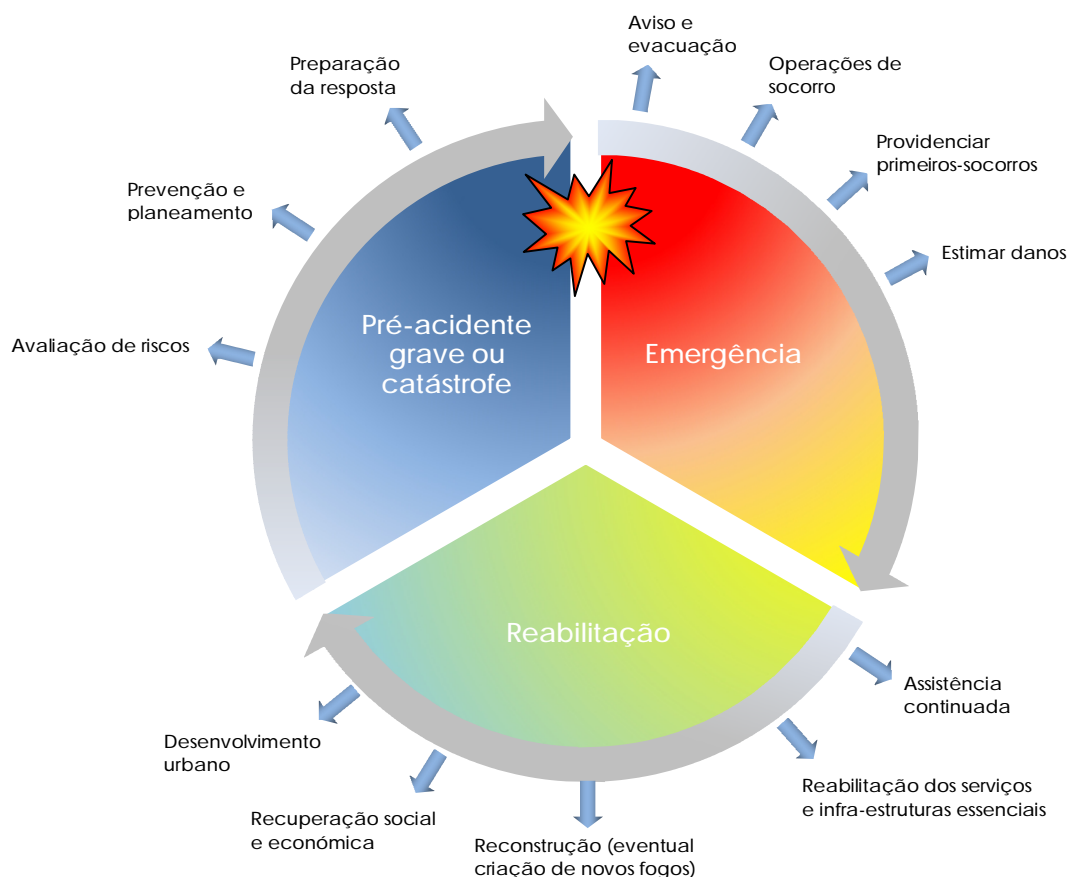 Aviso e
evacuação
Operações de
socorro
Providenciar
primeiros-socorros
Estimar danos
Preparação
da resposta
Prevenção e
planeamento
Avaliação de riscos
Pré-acidente
grave ou
catástrofe
Emergência
Reabilitação
Assistência
continuada
Reabilitação dos serviços
e infra-estruturas essenciais
Reconstrução (eventual
criação de novos fogos)
Recuperação social
e económica
Desenvolvimento
urbano